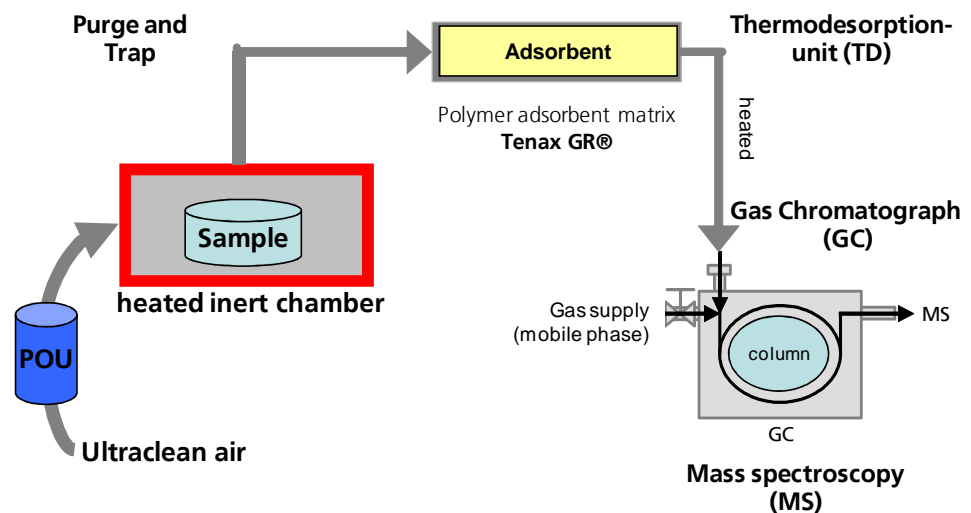 Purge and
Trap
Adsorbent
Thermodesorption-
unit (TD)
Polymer adsorbent matrix
Tenax GR®
heated
Sample
heated inert chamber
Gas Chromatograph
(GC)
Gas supply
(mobile phase)
MS
column
POU
GC
Ultraclean air
Mass spectroscopy
(MS)